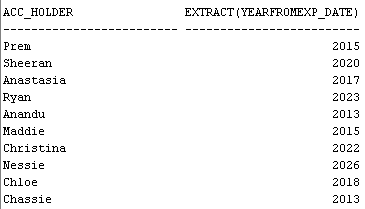 ACC_HOLDER EXTRACT(YEARFROMEXP_DATE)
------------------------- -------------------------
Prem 2015
Sheeran 2020
Anastasia 2017
Ryan 2023
Anandu 2013
Maddie 2015
Christina 2022
Nessie 2026
Chloe 2018
Chassie 2013